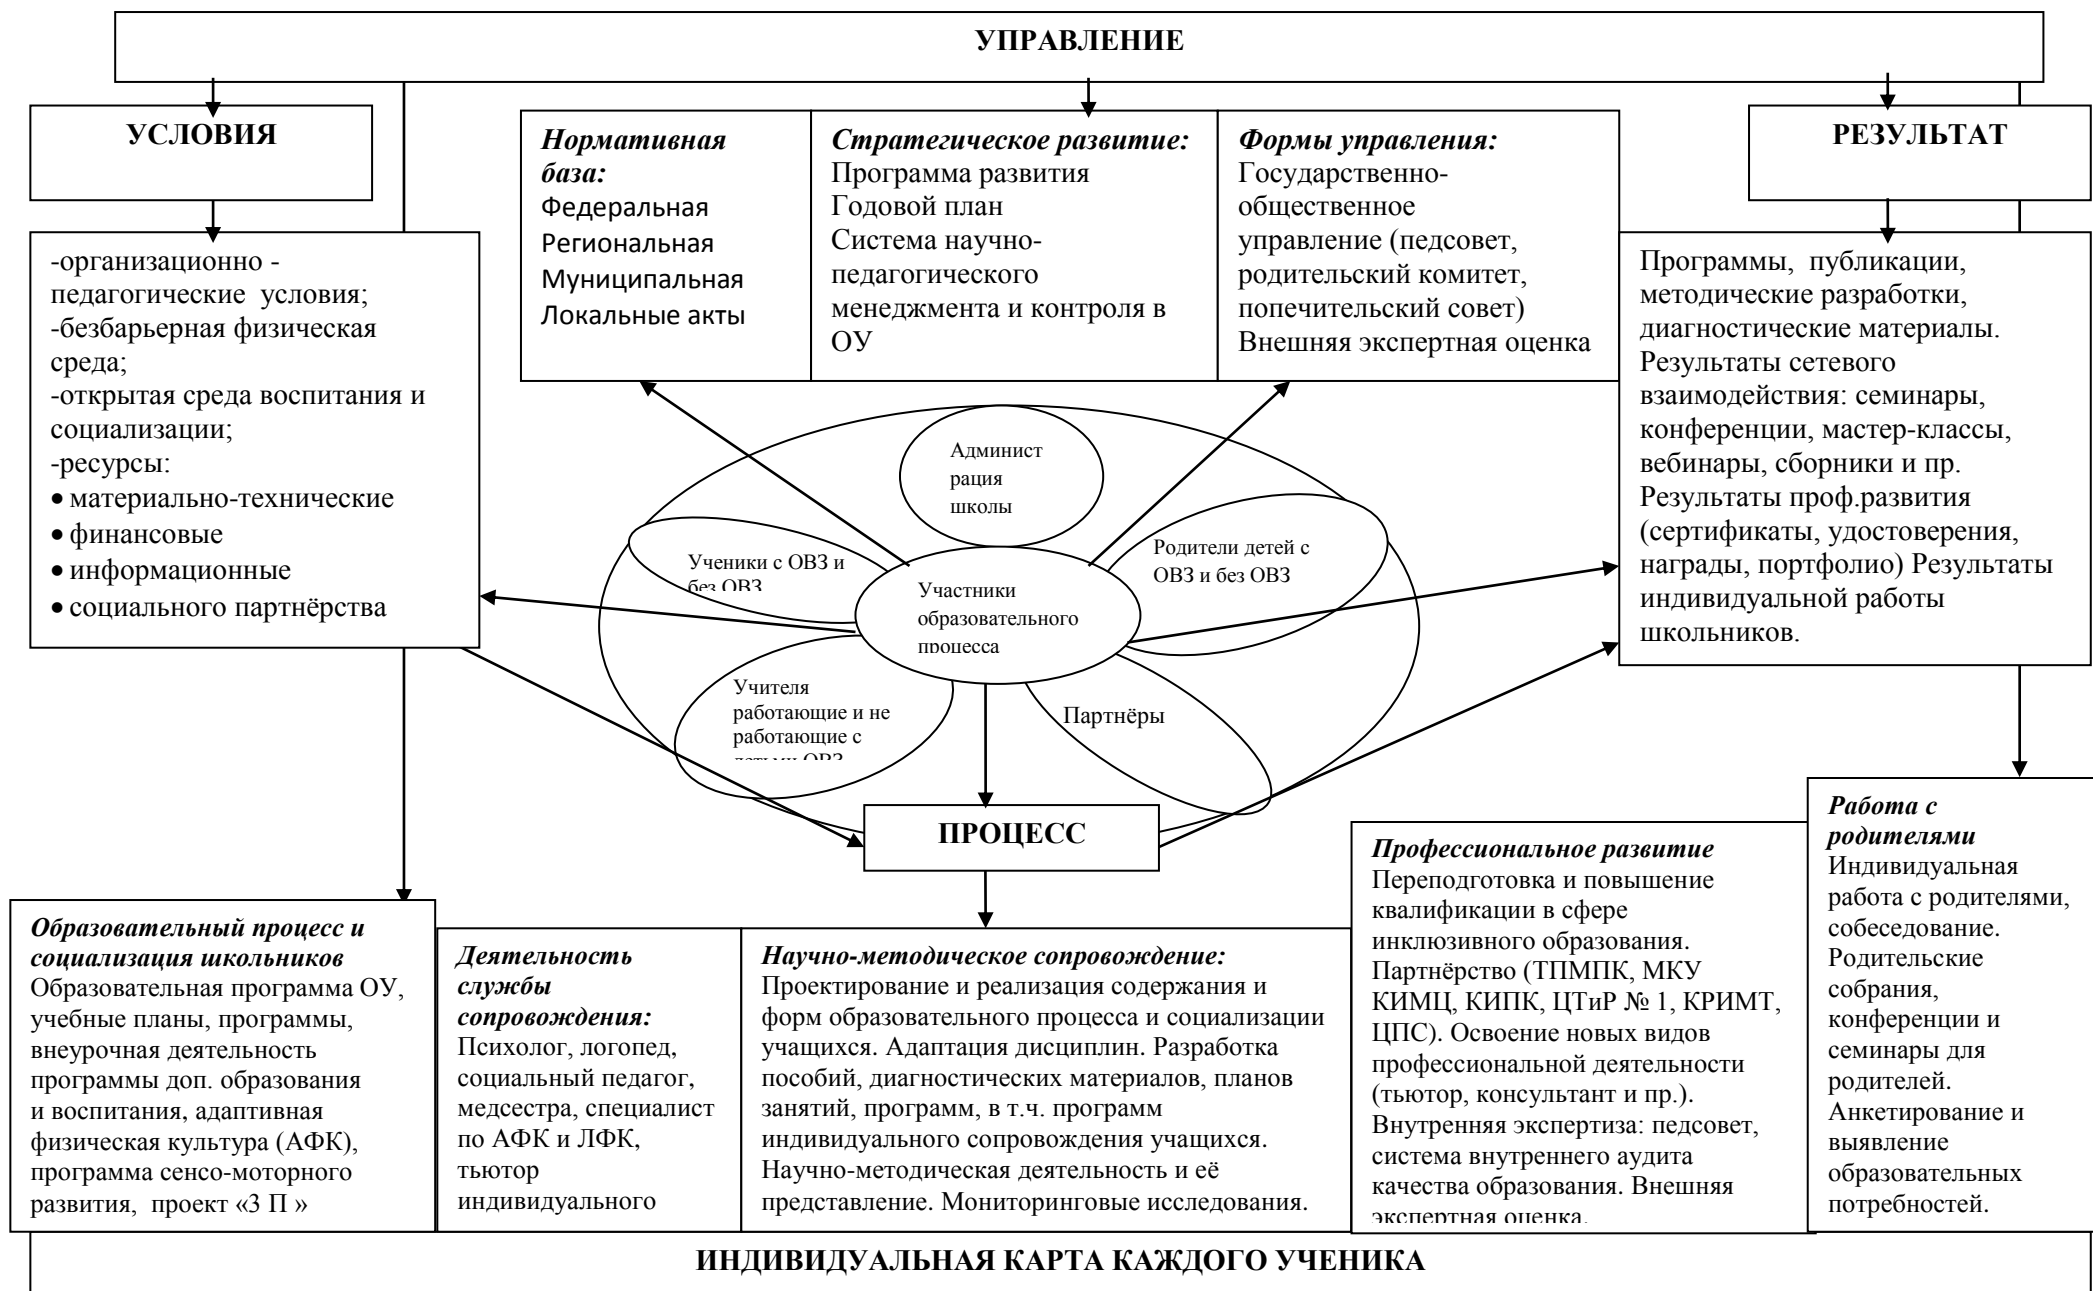 УПРАВЛЕНИЕ
УСЛОВИЯ
РЕЗУЛЬТАТ
Нормативная
база:
Федеральная
Региональная
Муниципальная
Локальные акты
Стратегическое развитие:
Программа развития
Годовой план
Система научно-
педагогического
менеджмента и контроля в
ОУ
Формы управления:
Государственно-
общественное
управление (педсовет,
родительский комитет,
попечительский совет)
Внешняя экспертная оценка
-организационно -
педагогические условия;
-безбарьерная физическая
среда;
-открытая среда воспитания и
социализации;
-ресурсы:
• материально-технические
• финансовые
• информационные
• социального партнёрства
Программы, публикации,
методические разработки,
диагностические материалы.
Результаты сетевого
взаимодействия: семинары,
конференции, мастер-классы,
вебинары, сборники и пр.
Результаты проф.развития
(сертификаты, удостоверения,
награды, портфолио) Результаты
индивидуальной работы
школьников.
Админист
рация
школы
Ученики с ОВЗ и
без ОВЗ
Родители детей с
ОВЗ и без ОВЗ
Участники
образовательного
процесса
Учителя
работающие и не
работающие с
детьми ОВЗ
Партнёры
ПРОЦЕСС
Образовательный процесс и
социализация школьников
Образовательная программа ОУ,
учебные планы, программы,
внеурочная деятельность
программы доп. образования
и воспитания, адаптивная
физическая культура (АФК),
программа сенсо-моторного
развития, проект «3 П »
Деятельность
службы
сопровождения:
Психолог, логопед,
социальный педагог,
медсестра, специалист
по АФК и ЛФК,
тьютор
индивидуального
Научно-методическое сопровождение:
Проектирование и реализация содержания и
форм образовательного процесса и социализации
учащихся. Адаптация дисциплин. Разработка
пособий, диагностических материалов, планов
занятий, программ, в т.ч. программ
индивидуального сопровождения учащихся.
Научно-методическая деятельность и её
представление. Мониторинговые исследования.
Профессиональное развитие
Переподготовка и повышение
квалификации в сфере
инклюзивного образования.
Партнёрство (ТПМПК, МКУ
КИМЦ, КИПК, ЦТиР № 1, КРИМТ,
ЦПС). Освоение новых видов
профессиональной деятельности
(тьютор, консультант и пр.).
Внутренняя экспертиза: педсовет,
система внутреннего аудита
качества образования. Внешняя
экспертная оценка.
Работа с
родителями
Индивидуальная
работа с родителями,
собеседование.
Родительские
собрания,
конференции и
семинары для
родителей.
Анкетирование и
выявление
образовательных
потребностей.
ИНДИВИДУАЛЬНАЯ КАРТА КАЖДОГО УЧЕНИКА